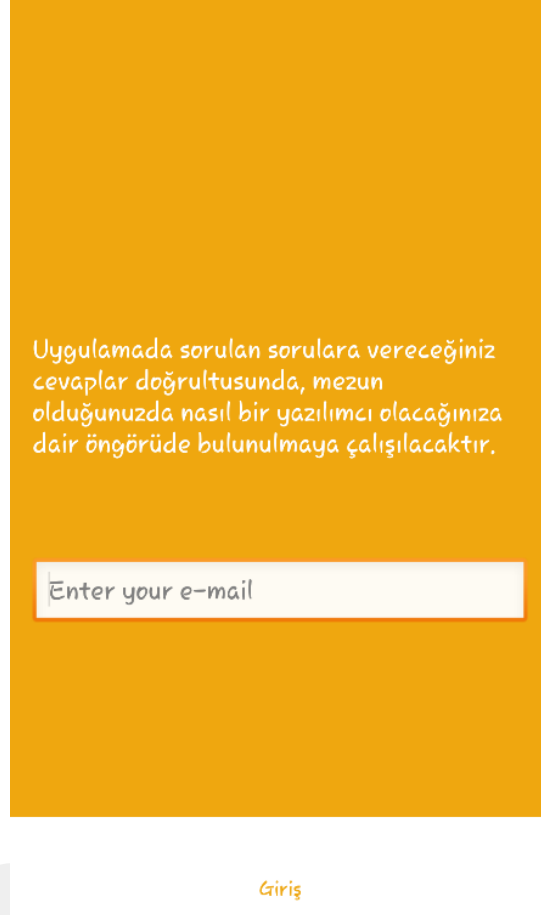 Uygulamada sorulan sorulara vereceğiniz
cevaplar doğrultusunda, mezun
olduğunuzda nasıl bir yazılımcı olacağınıza
dair öngörüde bulunulmaya çalışılacaktır.
Enter your e-mail
Giriş